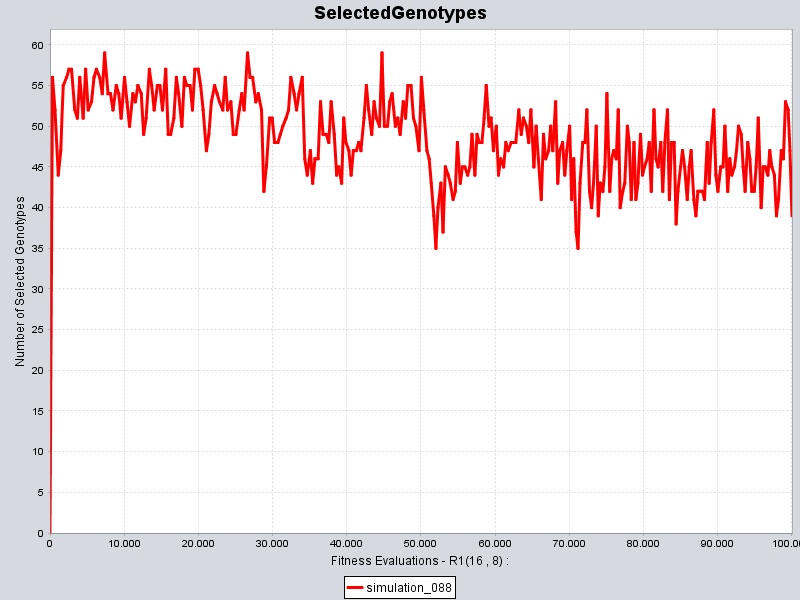 SelectedGenotypes
Number of Selected Genotypes
60
55
50
45
40
35
30
25
20
15
10
5
0
0 10.000 20.000 30.000 40.000 50.000 60.000 70.000 80.000 90.000 100.00
Fitness Evaluations - R1(16 , 8) :
simulation_088